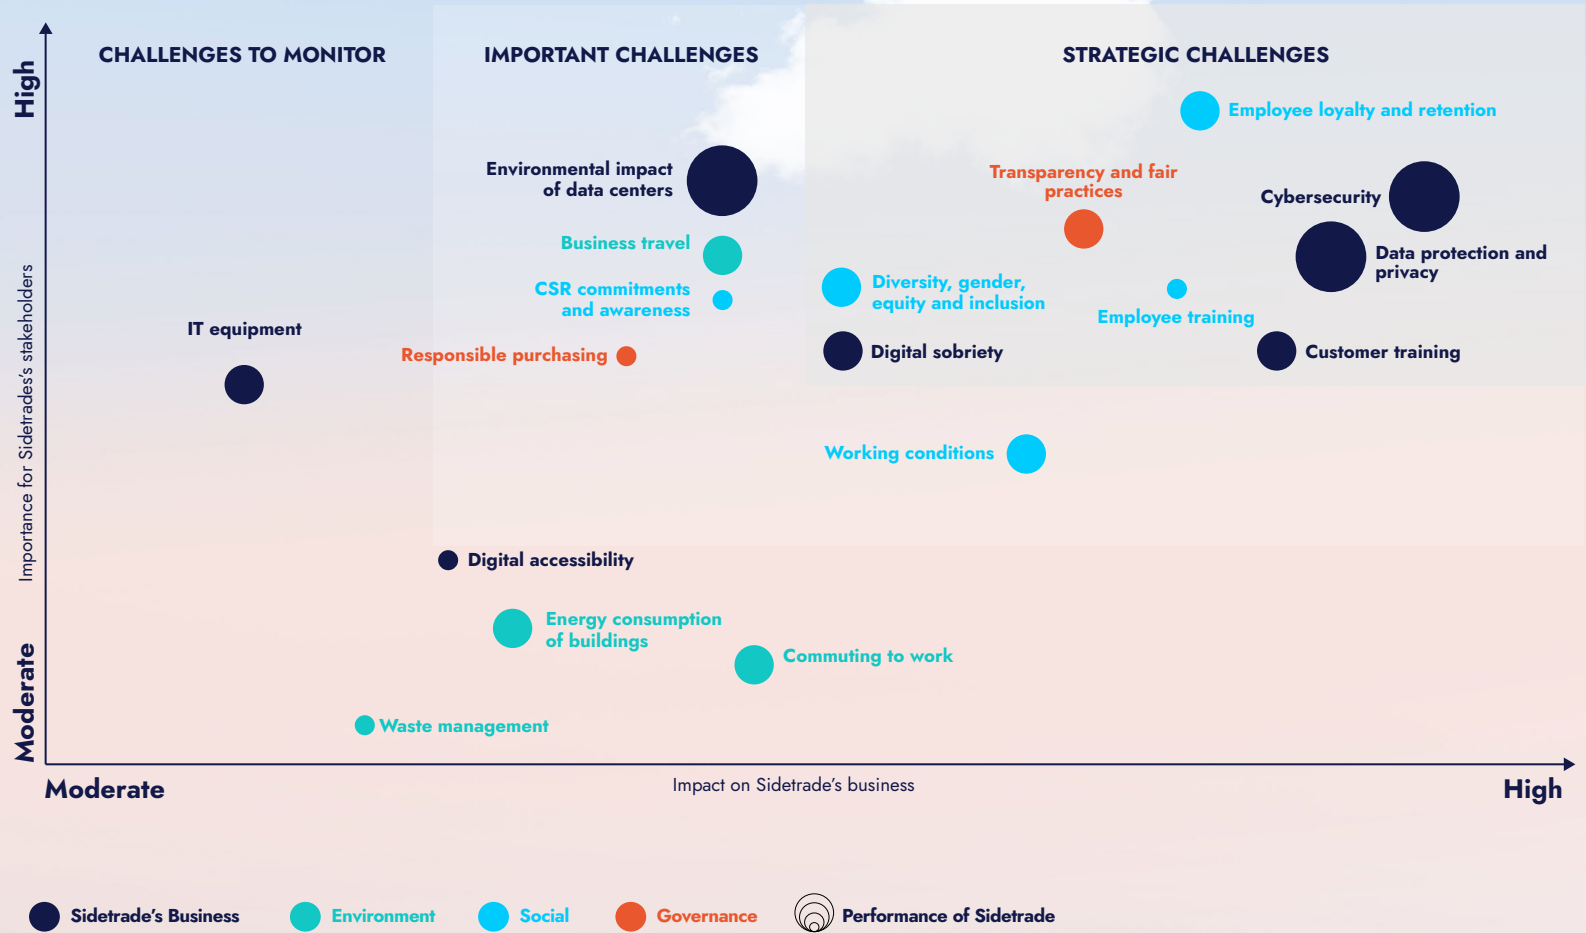 CHALLENGES TO MONITOR
IMPORTANT CHALLENGES
STRATEGIC CHALLENGES
High
Importance for Sidetrades's stakeholders
Moderate
Employee loyalty and retention
Environmental impact
of data centers
Transparency and fair
practices
Cybersecurity
Business travel
Data protection and
privacy
CSR commitments
and awareness
Diversity, gender,
equity and inclusion
Employee training
IT equipment
Responsible purchasing
Digital sobriety
Customer training
Working conditions
Digital accessibility
Energy consumption
of buildings
Commuting to work
Waste management
Moderate
Impact on Sidetrade's business
High
Sidetrade's Business
Environment
Social
Governance
Performance of Sidetrade